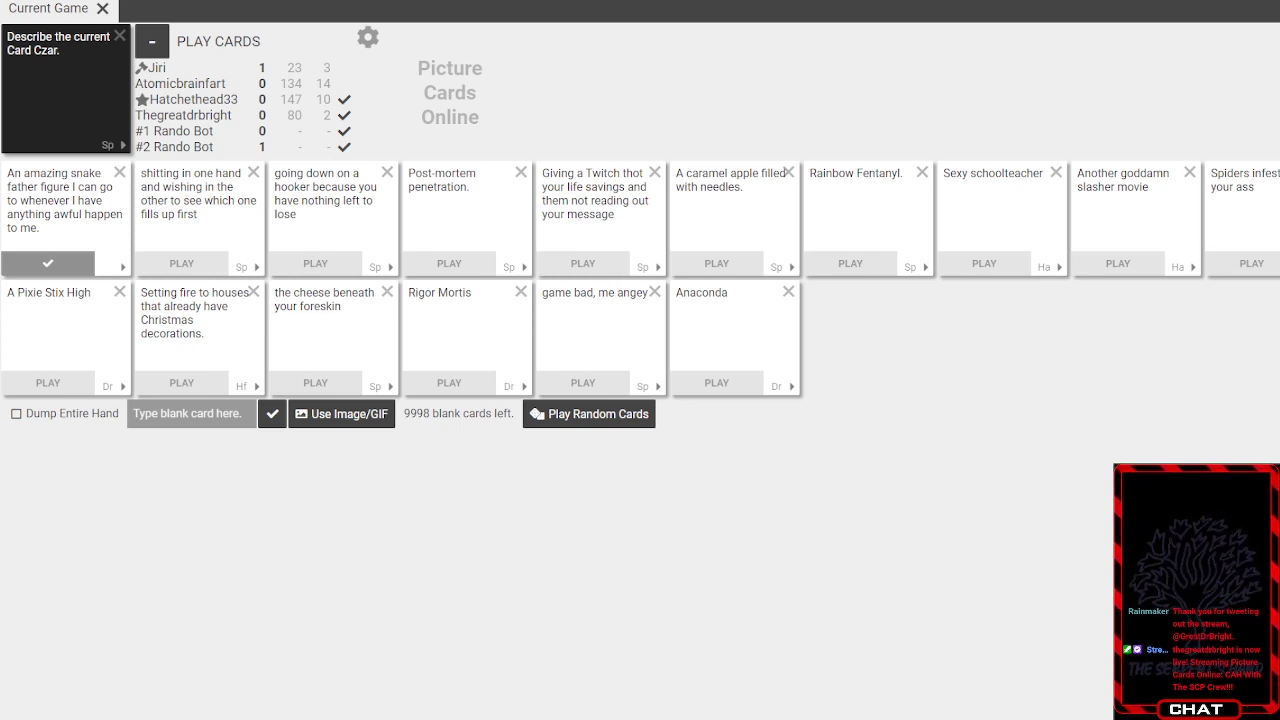 Current Game
Describe the current
Card Czar.
Sp
-
PLAY CARDS
Jiri 1 23 3
Atomicbrainfart 0 134 14
Hatchethead33 0 147 10
Thegreatdrbright 0 80 2
#1 Rando Bot 0 - -
#2 Rando Bot 1 - -
Picture
Cards
Online
An amazing snake
father figure I can go
to whenever I have
anything awful happen
to me.
shitting in one hand
and wishing in the
other to see which one
fills up first
PLAY
Sp
going down on a
hooker because you
have nothing left to
lose
PLAY
Sp
Post-mortem
penetration.
PLAY
Sp
Giving a Twitch thot
your life savings and
them not reading out
your message
PLAY
Sp
A caramel apple filled
with needles.
PLAY
Sp
Rainbow Fentanyl.
PLAY
Sp
Sexy schoolteacher
PLAY
Ha
Another goddamn
slasher movie
PLAY
Ha
Spiders infest
your ass
PLAY
A Pixie Stix High
PLAY
Dr
Setting fire to houses
that already have
Christmas
decorations.
PLAY
Hf
the cheese beneath
your foreskin
PLAY
Sp
Rigor Mortis
PLAY
Dr
game bad, me angey
PLAY
Sp
Anaconda
PLAY
Dr
Dump Entire Hand
Type blank card here.
Use Image/GIF
9998 blank cards left.
Play Random Cards
Rainmaker Thank you for tweeting
out the stream,
@GreatDrBright.
Stre... thegreatdrbright is now
live! Streaming Picture
Cards Online: CAH With
The SCP Crew!!!
CHAT